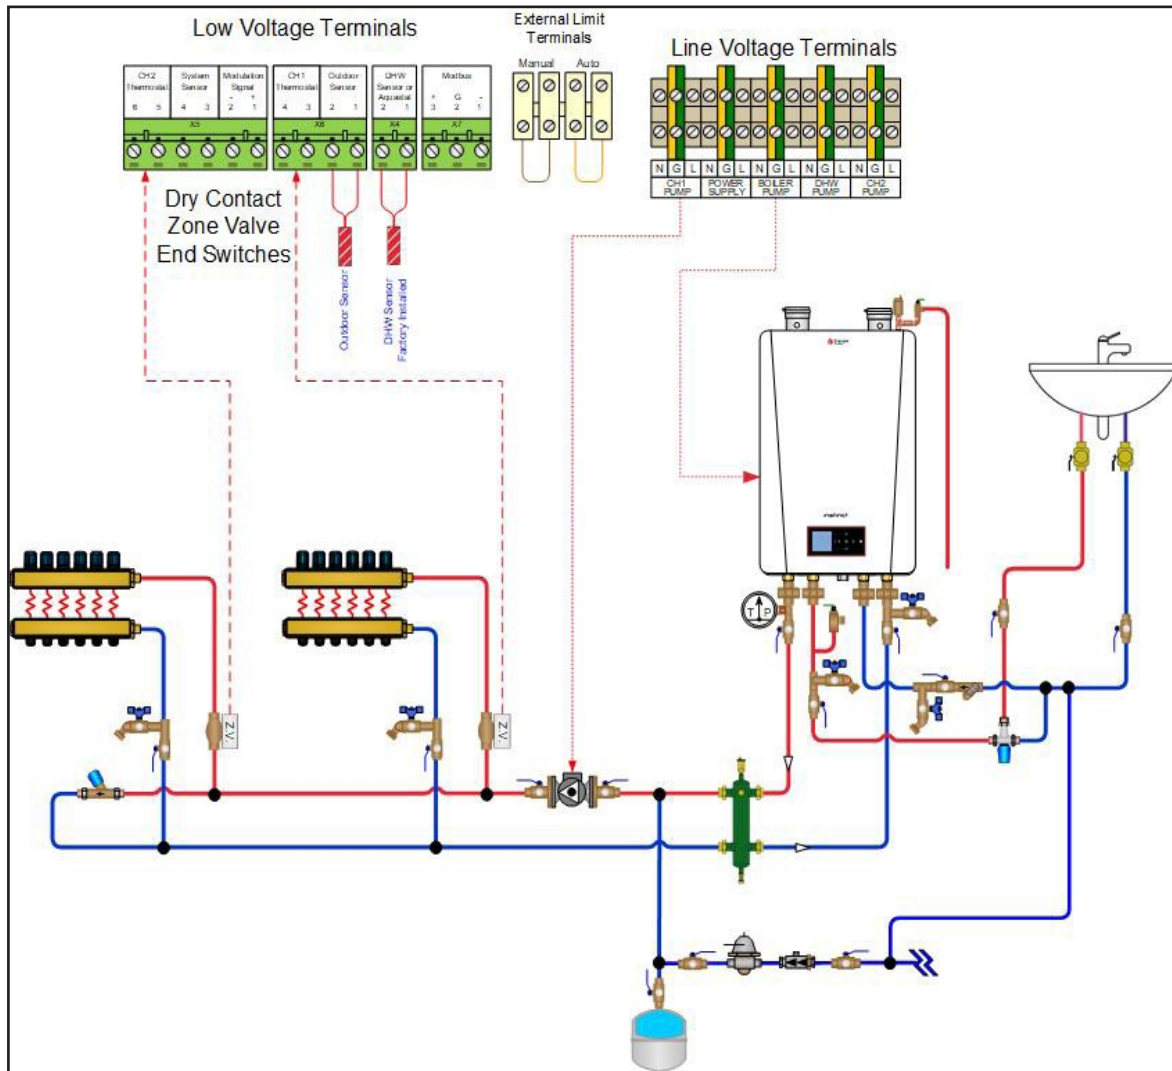 Low Voltage Terminals
External Limit
Terminals
Line Voltage Terminals
Manual Auto
CH2
Thermostat
6 5
System
Sensor
4 3
Modulation
Signal
- +
2 1
X5
CH1
Thermostat
4 3
Outdoor
Sensor
2 1
X6
DHW
Sensor or
Aquastat
2 1
X4
Modbus
+ G -
3 2 1
X7
N G L N G L N G L N G L N G L
CH1
PUMP
POWER
SUPPLY
BOILER
PUMP
DHW
PUMP
CH2
PUMP
Dry Contact
Zone Valve
End Switches
Outdoor Sensor
DHW Sensor
Factory Installed
T P
Z.V.
Z.V.